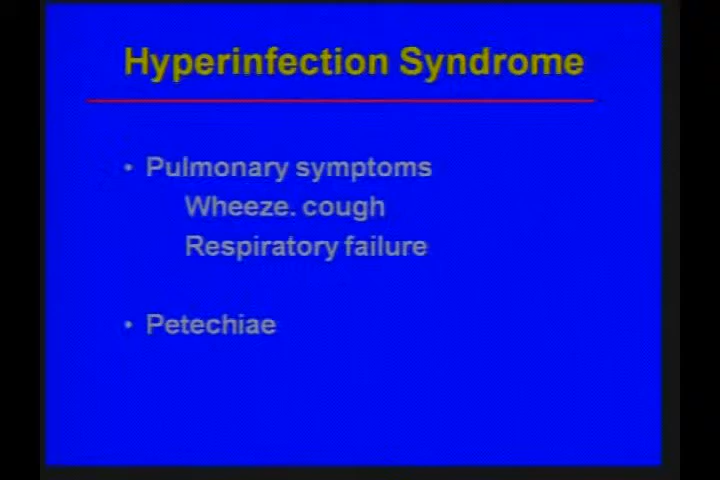 Hyperinfection Syndrome
• Pulmonary symptoms
Wheeze. cough
Respiratory failure
• Petechiae